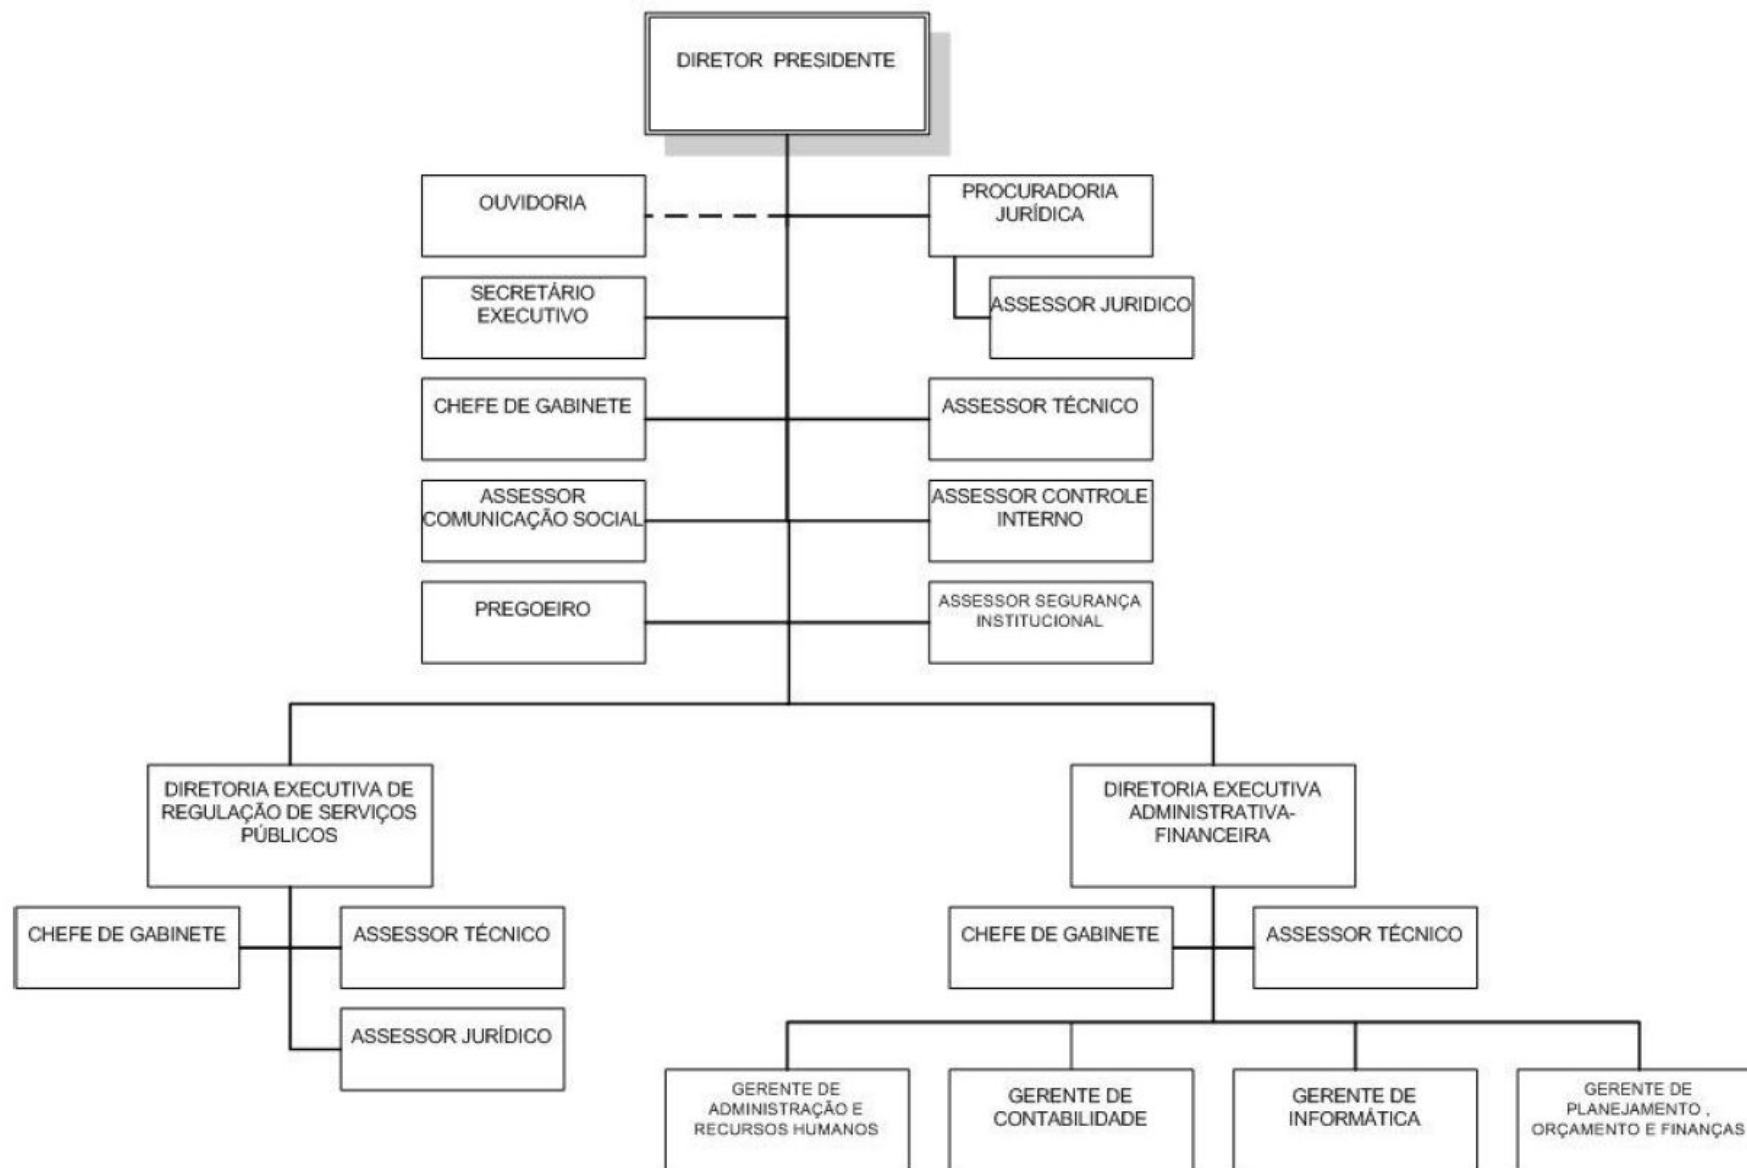 DIRETOR PRESIDENTE
OUVIDORIA
PROCURADORIA
JURÍDICA
SECRETÁRIO
EXECUTIVO
ASSESSOR JURIDICO
CHEFE DE GABINETE
ASSESSOR TÉCNICO
ASSESSOR
COMUNICAÇÃO SOCIAL
ASSESSOR CONTROLE
INTERNO
PREGOEIRO
ASSESSOR SEGURANÇA
INSTITUCIONAL
DIRETORIA EXECUTIVA DE
REGULAÇÃO DE SERVIÇOS
PÚBLICOS
DIRETORIA EXECUTIVA
ADMINISTRATIVA-
FINANCEIRA
CHEFE DE GABINETE
ASSESSOR TÉCNICO
CHEFE DE GABINETE
ASSESSOR TÉCNICO
ASSESSOR JURÍDICO
GERENTE DE
ADMINISTRAÇÃO E
RECURSOS HUMANOS
GERENTE DE
CONTABILIDADE
GERENTE DE
INFORMÁTICA
GERENTE DE
PLANEJAMENTO ,
ORÇAMENTO E FINANÇAS